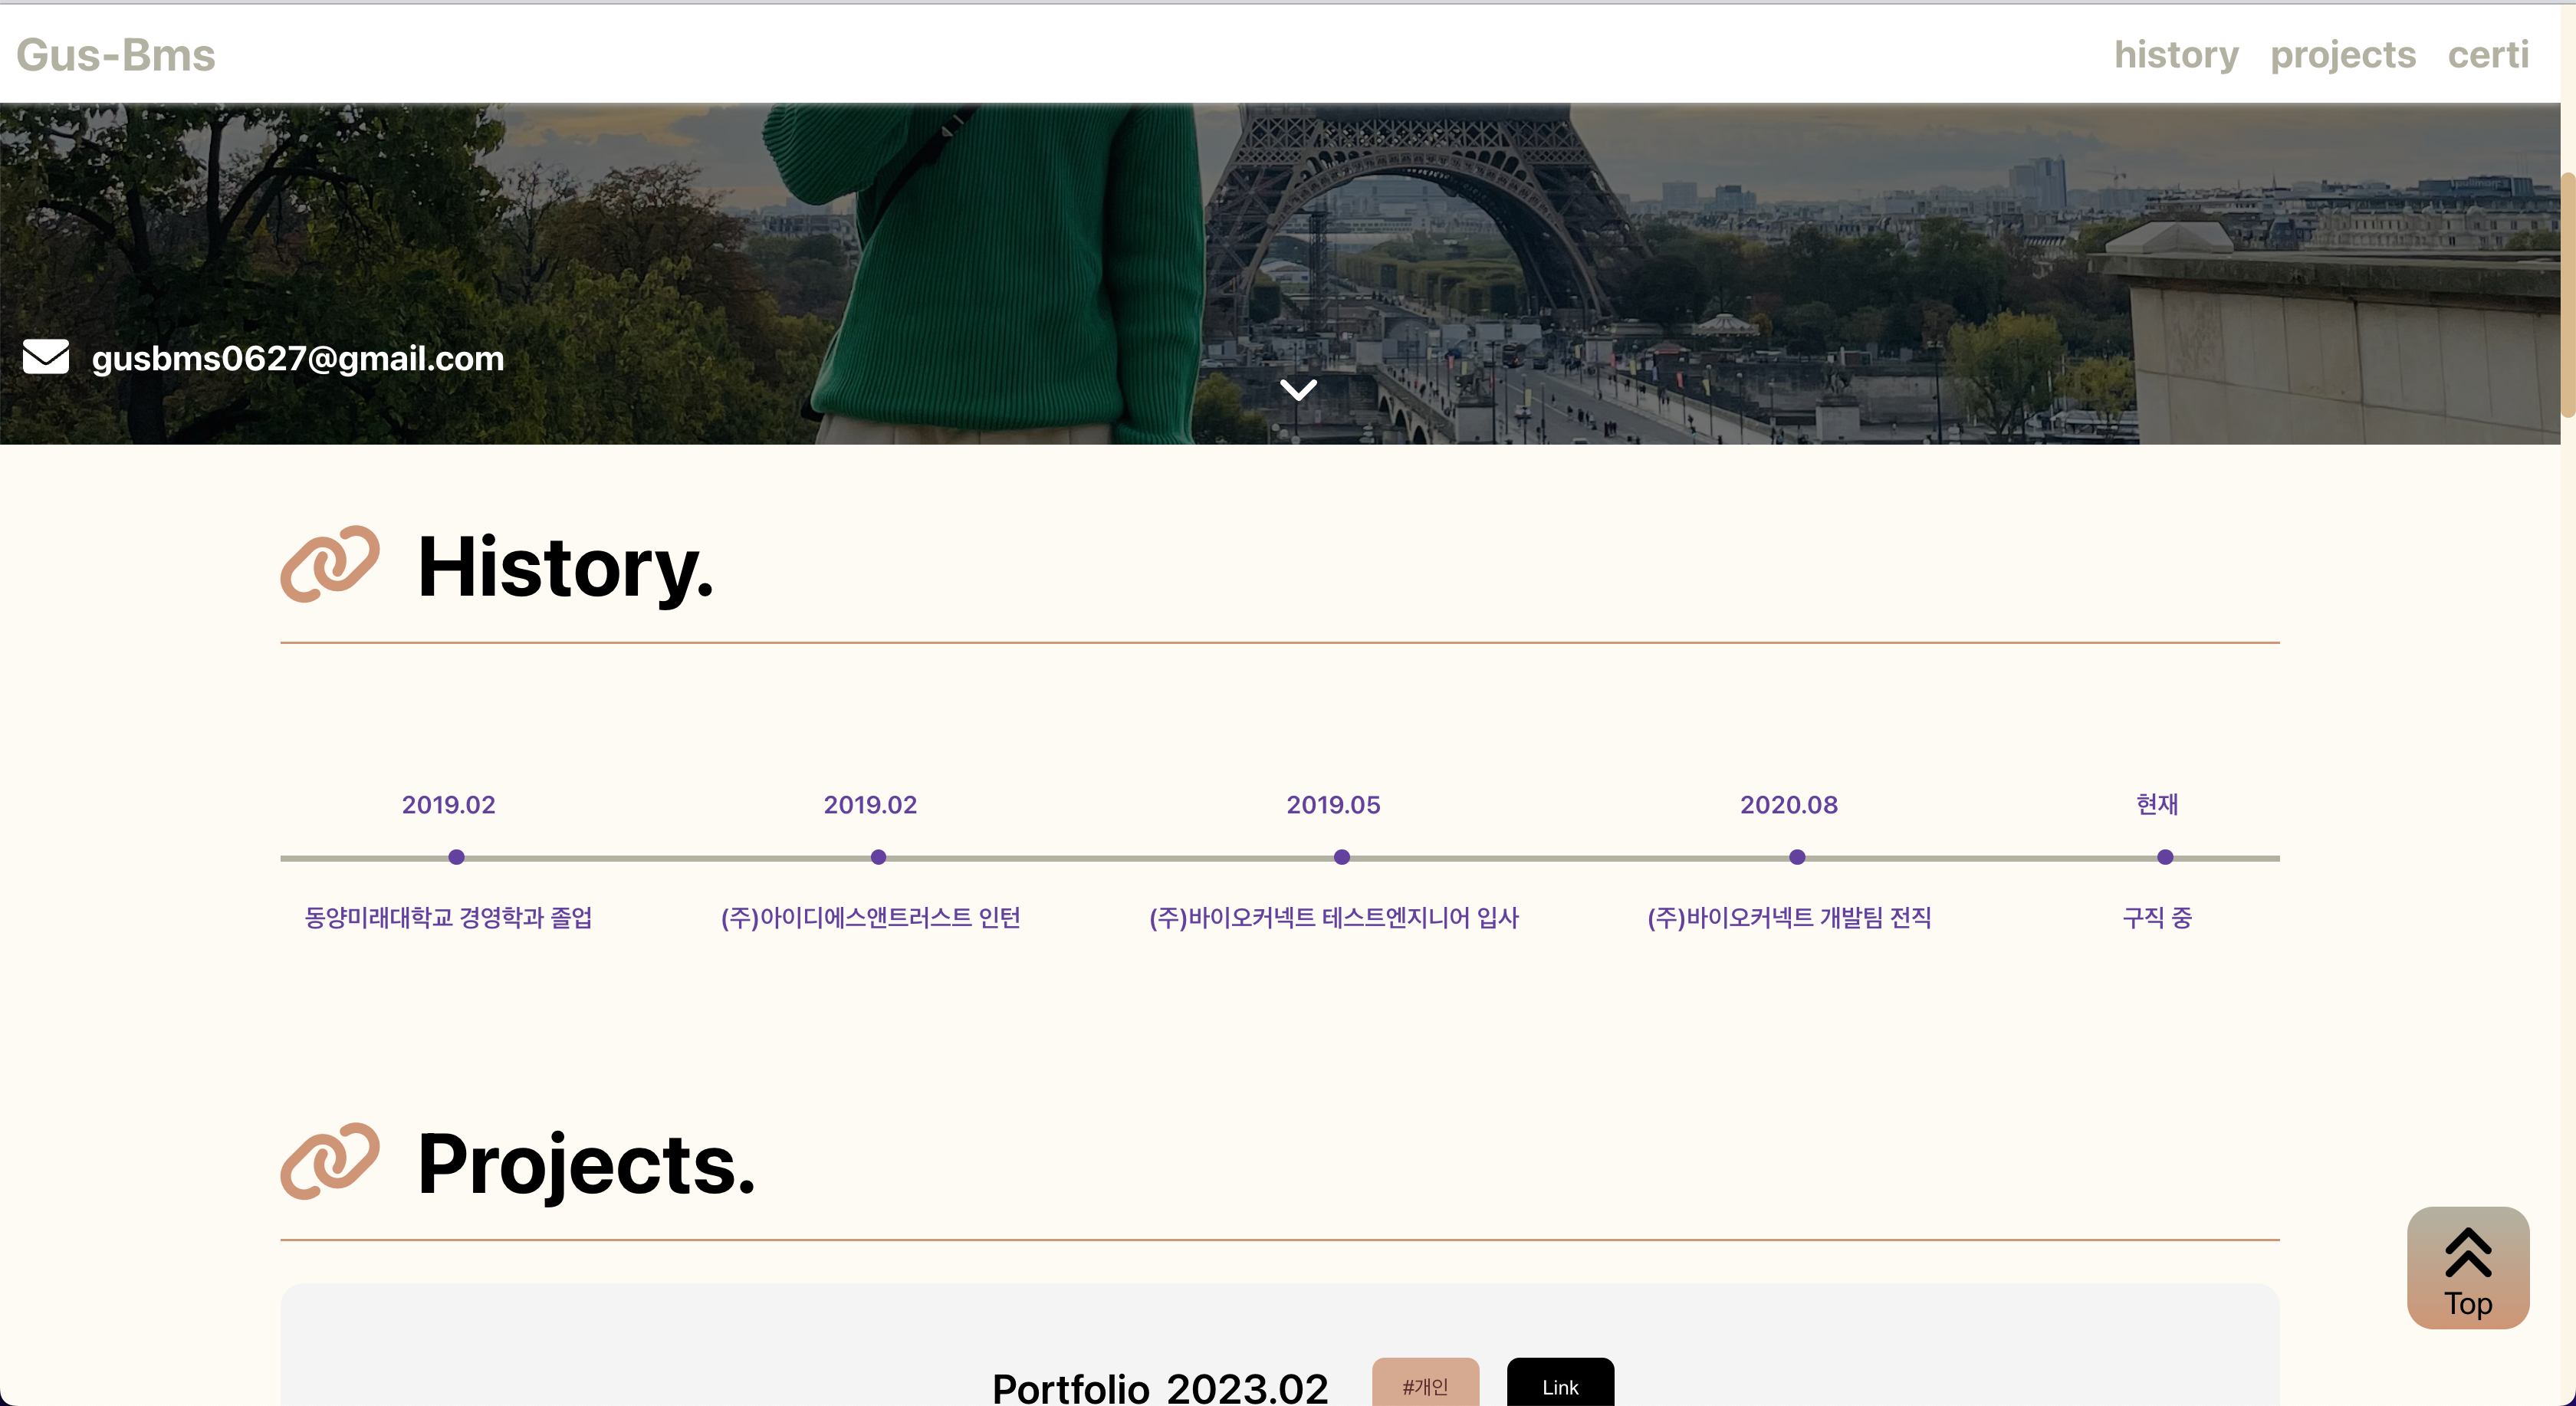 Gus-Bms
history projects certi
gusbms0627@gmail.com
History.
2019.02 2019.02 2019.05 2020.08 현재
동양미래대학교 경영학과 졸업 (주)아이디에스앤트러스트 인턴 (주)바이오커넥트 테스트엔지니어 입사 (주)바이오커넥트 개발팀 전직 구직 중
Projects.
Top
Portfolio 2023.02 #개인 Link